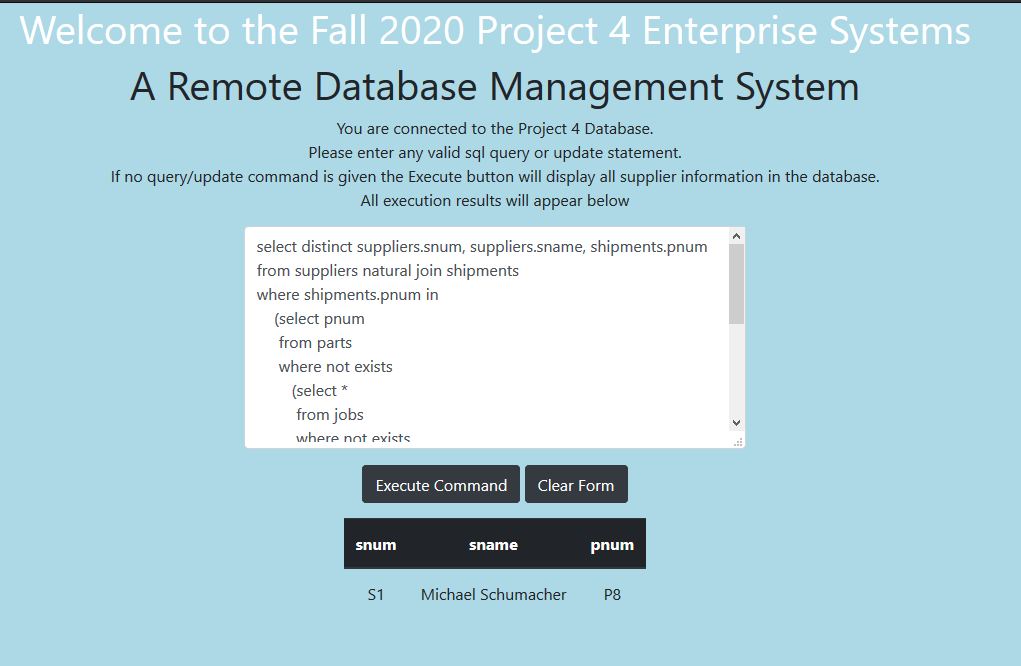 Welcome to the Fall 2020 Project 4 Enterprise Systems
A Remote Database Management System
You are connected to the Project 4 Database.
Please enter any valid sql query or update statement.
If no query/update command is given the Execute button will display all supplier information in the database.
All execution results will appear below
select distinct suppliers.snum, suppliers.sname, shipments.pnum
from suppliers natural join shipments
where shipments.pnum in
(select pnum
from parts
where not exists
(select *
from jobs
where not exists
Execute Command Clear Form
snum sname pnum
S1 Michael Schumacher P8